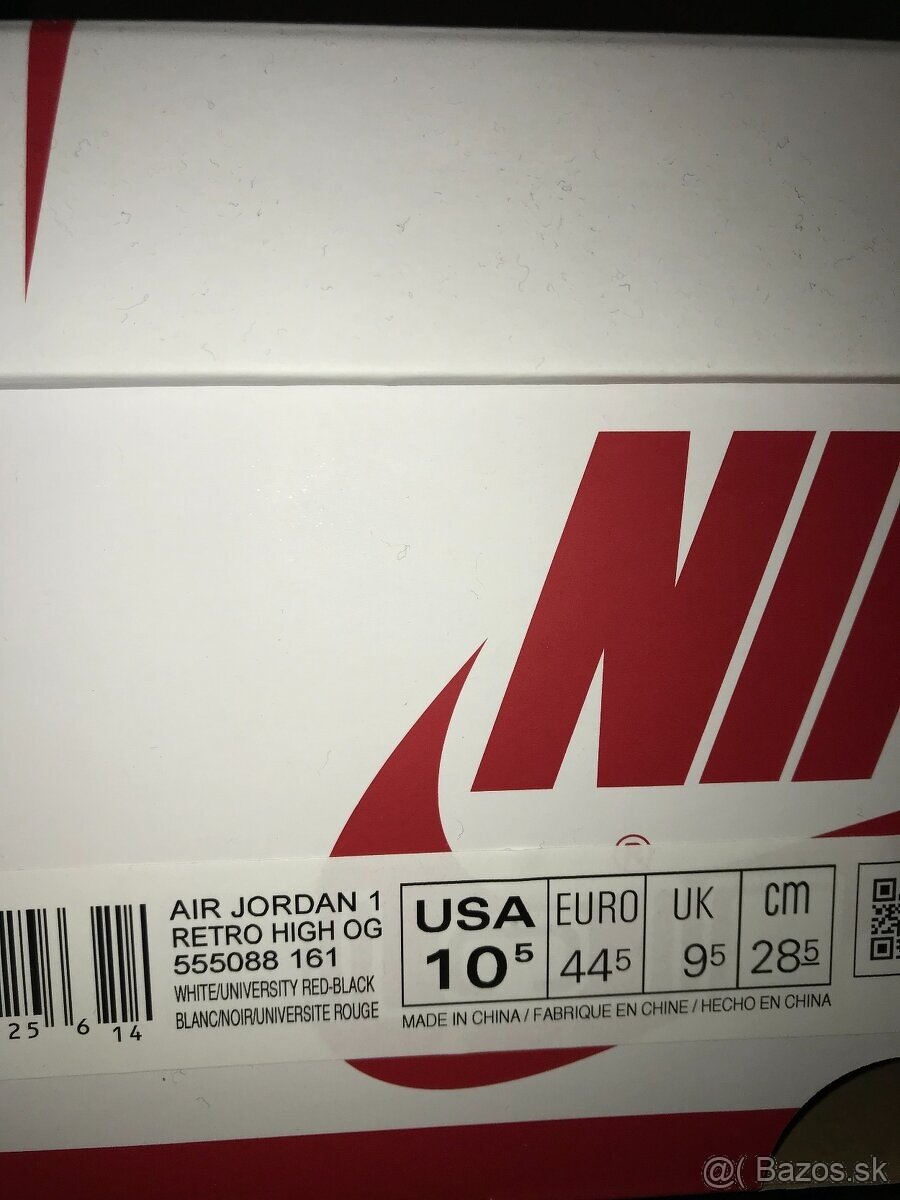 NI
®
AIR JORDAN 1
RETRO HIGH OG
555088 161
WHITE/UNIVERSITY RED-BLACK
BLANC/NOIR/UNIVERSITE ROUGE
25 6 14
USA EURO UK cm
10⁵ 44⁵ 9⁵ 28⁵
MADE IN CHINA / FABRIQUE EN CHINE / HECHO EN CHINA
@( Bazos.sk